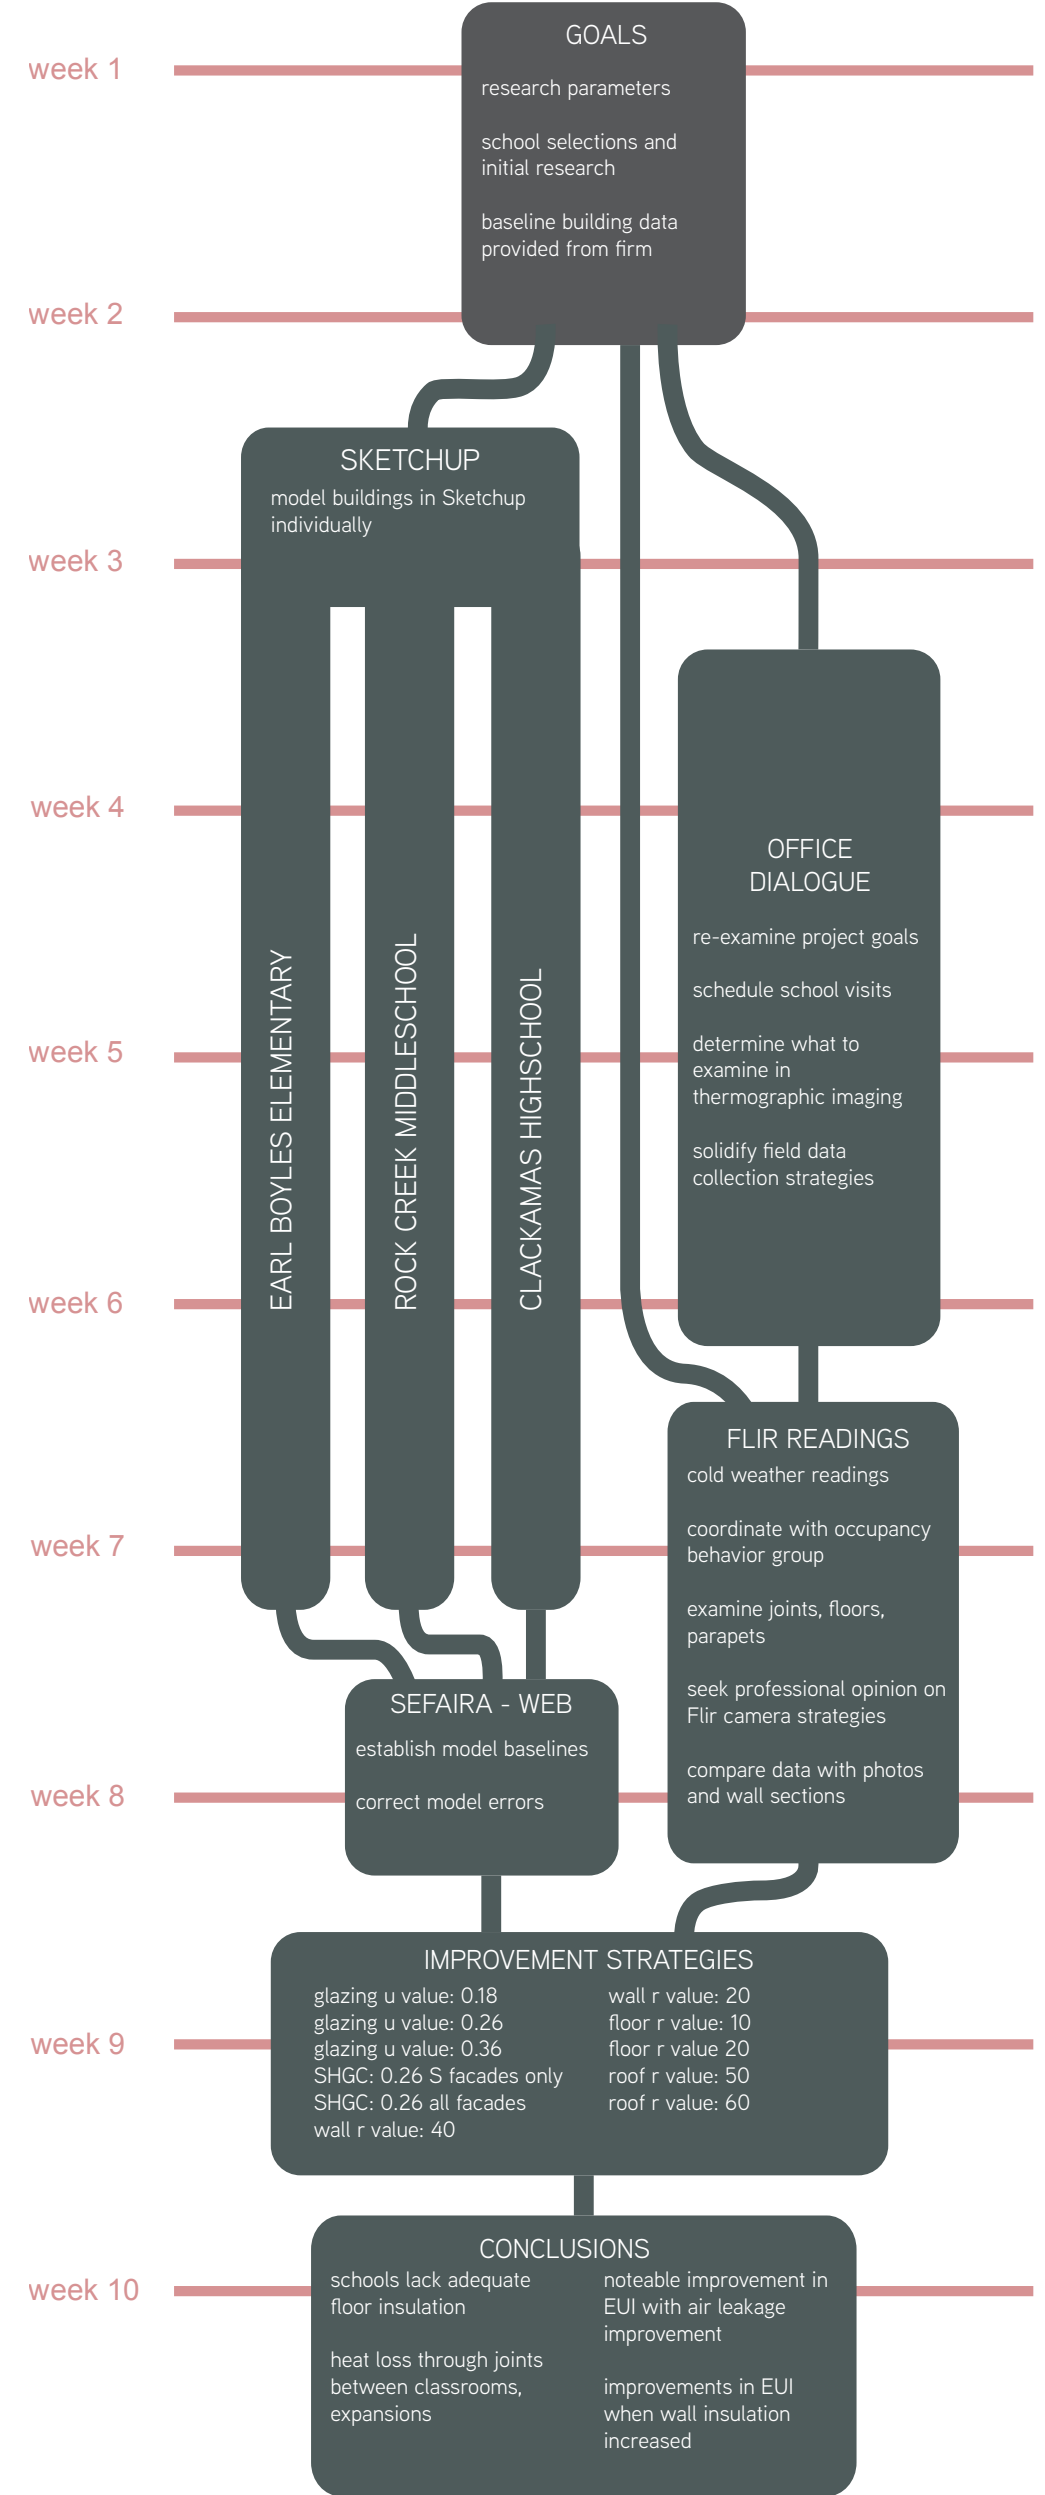 week 1
GOALS
research parameters
school selections and
initial research
baseline building data
provided from firm
week 2
SKETCHUP
model buildings in Sketchup
individually
week 3
EARL BOYLES ELEMENTARY
ROCK CREEK MIDDLESCHOOL
CLACKAMAS HIGHSCHOOL
week 4
OFFICE
DIALOGUE
re-examine project goals
schedule school visits
determine what to
examine in
thermographic imaging
solidify field data
collection strategies
week 5
week 6
FLIR READINGS
cold weather readings
coordinate with occupancy
behavior group
examine joints, floors,
parapets
seek professional opinion on
Flir camera strategies
compare data with photos
and wall sections
week 7
SEFAIRA - WEB
establish model baselines
correct model errors
week 8
IMPROVEMENT STRATEGIES
glazing u value: 0.18
glazing u value: 0.26
glazing u value: 0.36
SHGC: 0.26 S facades only
SHGC: 0.26 all facades
wall r value: 40
wall r value: 20
floor r value: 10
floor r value 20
roof r value: 50
roof r value: 60
week 9
CONCLUSIONS
schools lack adequate
floor insulation
heat loss through joints
between classrooms,
expansions
noteable improvement in
EUI with air leakage
improvement
improvements in EUI
when wall insulation
increased
week 10